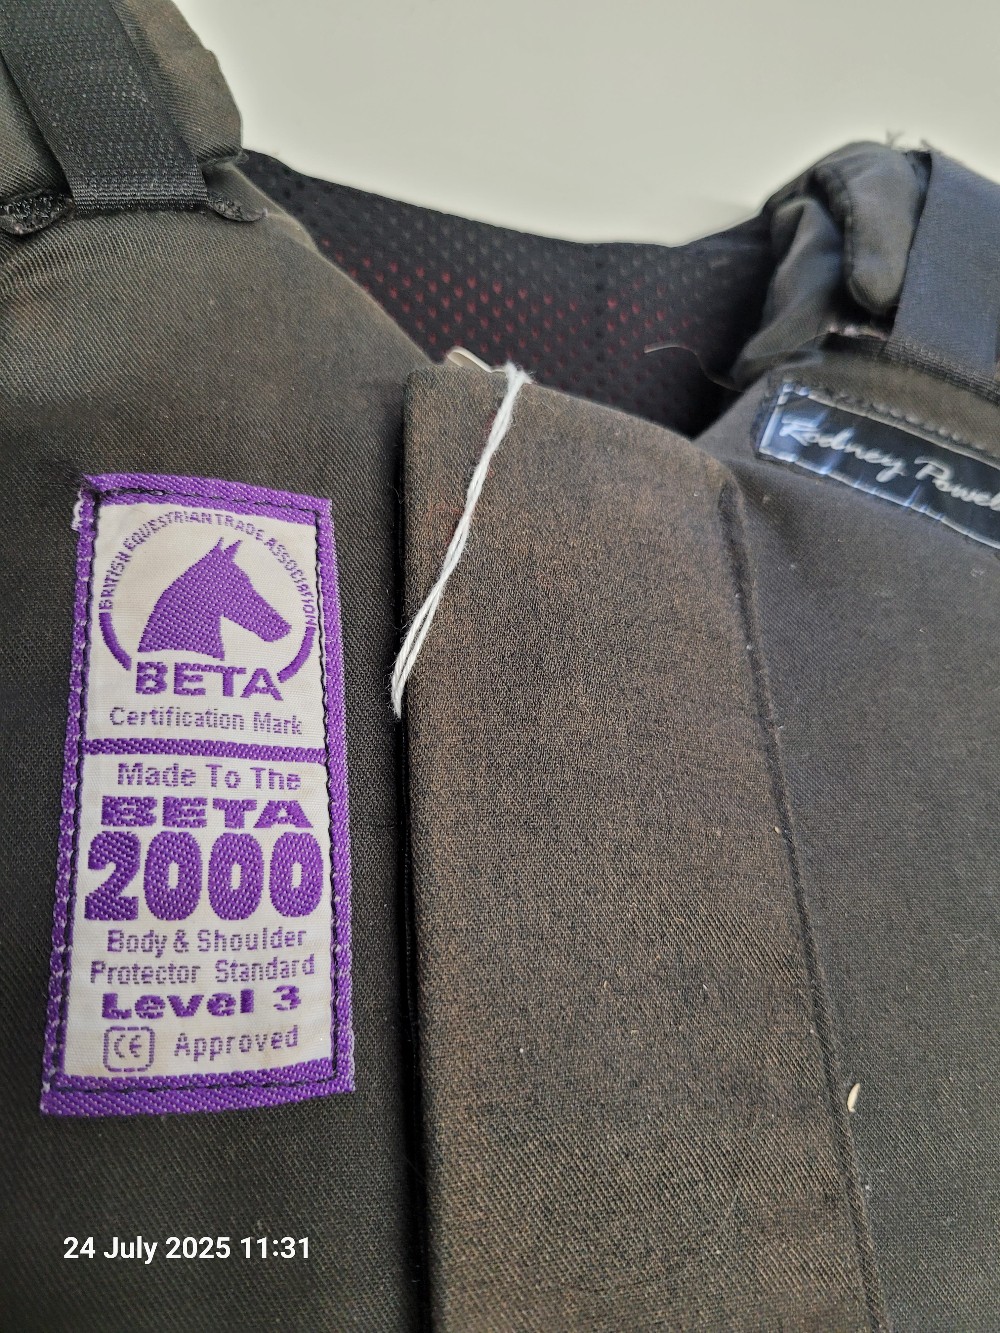 BRITISH EQUESTRIAN TRADE ASSOCIATION
BETA
Certification Mark
Made To The
BETA
2000
Body & Shoulder
Protector Standard
Level 3
CE Approved
Rodney
24 July 2025 11:31